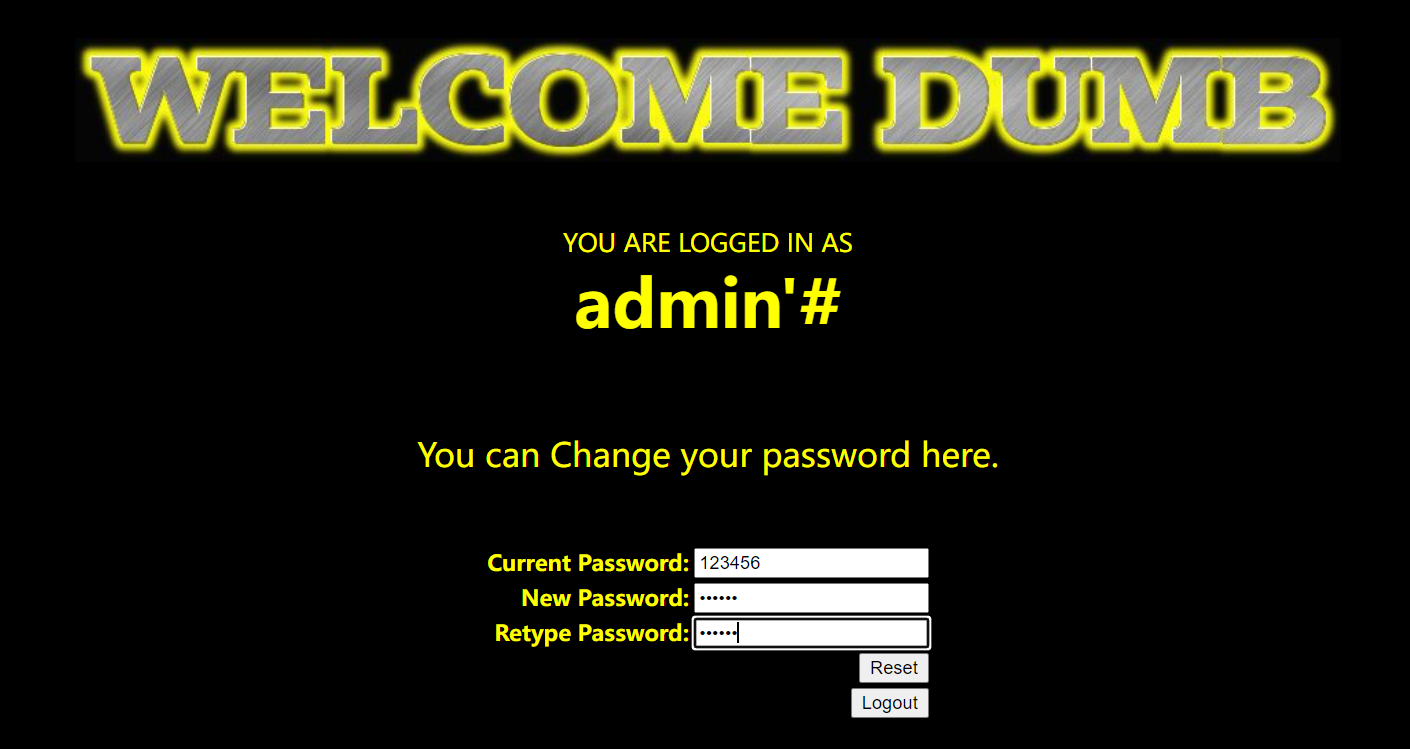 WELCOME DUMB
YOU ARE LOGGED IN AS
admin'#
You can Change your password here.
Current Password: 123456
New Password: ••••••
Retype Password: ••••••
Reset
Logout